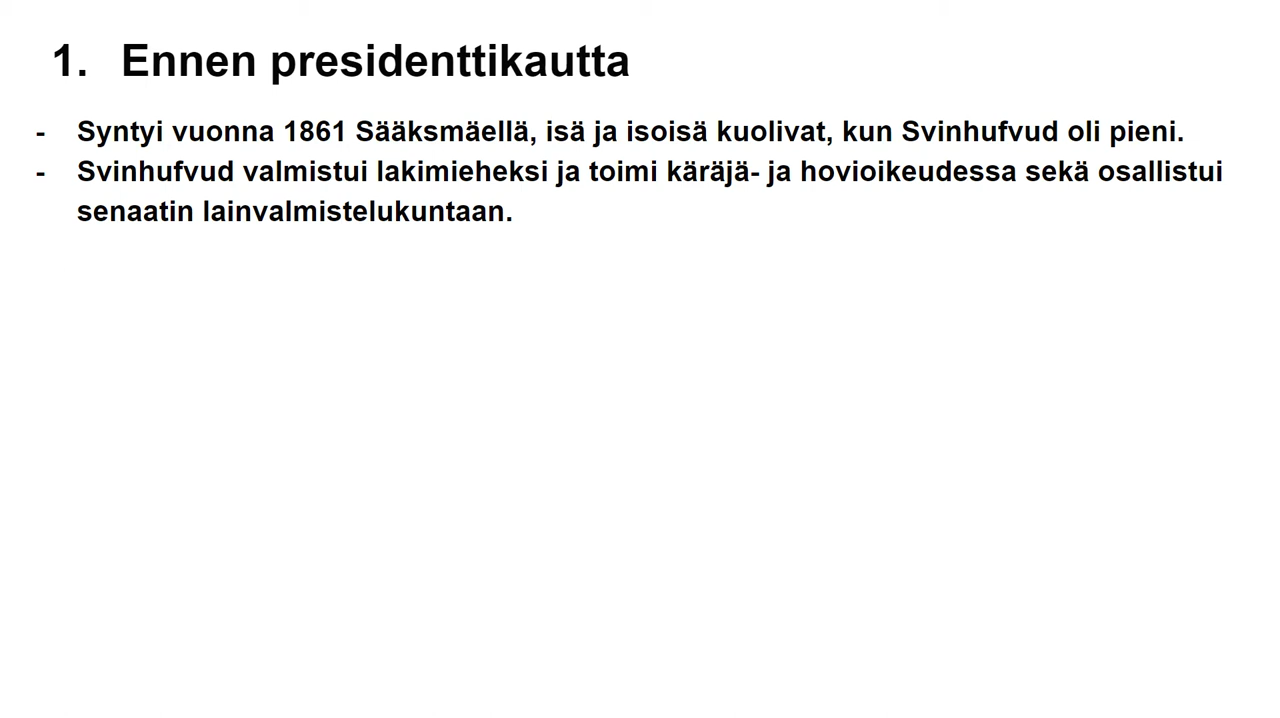 1. Ennen presidenttikautta
- Syntyi vuonna 1861 Sääksmäellä, isä ja isoisä kuolivat, kun Svinhufvud oli pieni.
- Svinhufvud valmistui lakimieheksi ja toimi käräjä- ja hovioikeudessa sekä osallistui
senaatin lainvalmistelukuntaan.